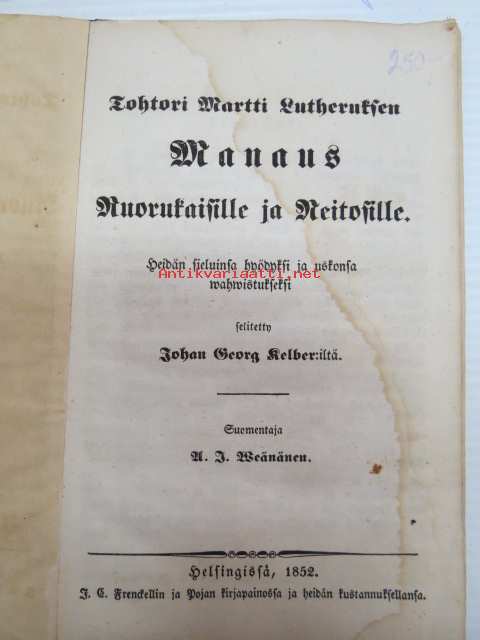 250-
Tohtori Martti Lutheruksen
Manaus
Nuorukaisille ja Neitosille.
Heidän sieluinsa hyödyksi ja uskonsa
Antikvariaatti.net
wahwistukseksi
selitetty
Johan Georg Kelber:iltä.
Suomentaja
A. J. Weänänen.
Helsingissä, 1852.
J. C. Frenckellin ja Pojan kirjapainossa ja heidän kustannuksellansa.